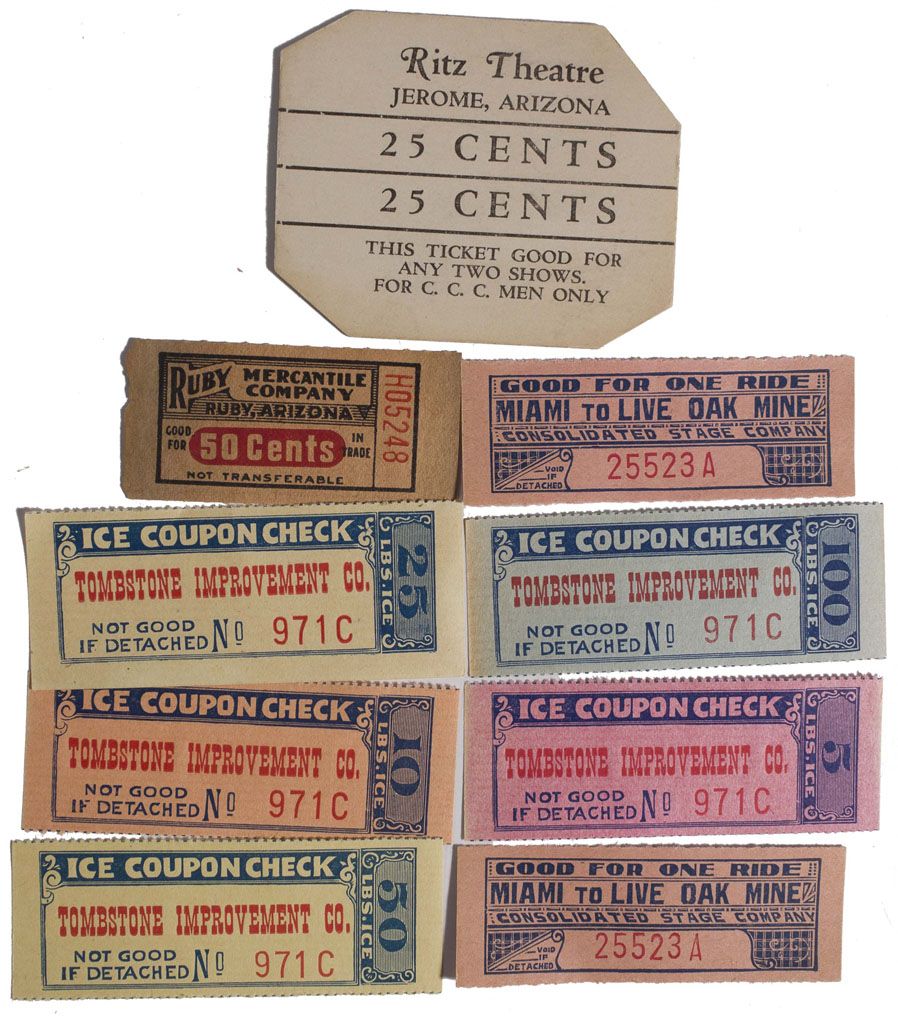 Ritz Theatre
JEROME, ARIZONA
25 CENTS
25 CENTS
THIS TICKET GOOD FOR
ANY TWO SHOWS.
FOR C. C. C. MEN ONLY
RUBY MERCANTILE
COMPANY
RUBY, ARIZONA
GOOD FOR 50 Cents IN TRADE
NOT TRANSFERABLE
H05248
GOOD FOR ONE RIDE
MIAMI TO LIVE OAK MINE
CONSOLIDATED STAGE COMPANY
VOID IF DETACHED
25523 A
ICE COUPON CHECK
TOMBSTONE IMPROVEMENT CO.
NOT GOOD
IF DETACHED No 971C
25
LBS. ICE
ICE COUPON CHECK
TOMBSTONE IMPROVEMENT CO.
NOT GOOD
IF DETACHED No 971C
100
LBS. ICE
ICE COUPON CHECK
TOMBSTONE IMPROVEMENT CO.
NOT GOOD
IF DETACHED No 971C
10
LBS. ICE
ICE COUPON CHECK
TOMBSTONE IMPROVEMENT CO.
NOT GOOD
IF DETACHED No 971C
5
LBS. ICE
ICE COUPON CHECK
TOMBSTONE IMPROVEMENT CO.
NOT GOOD
IF DETACHED No 971C
50
LBS. ICE
GOOD FOR ONE RIDE
MIAMI TO LIVE OAK MINE
CONSOLIDATED STAGE COMPANY
VOID IF DETACHED
25523 A